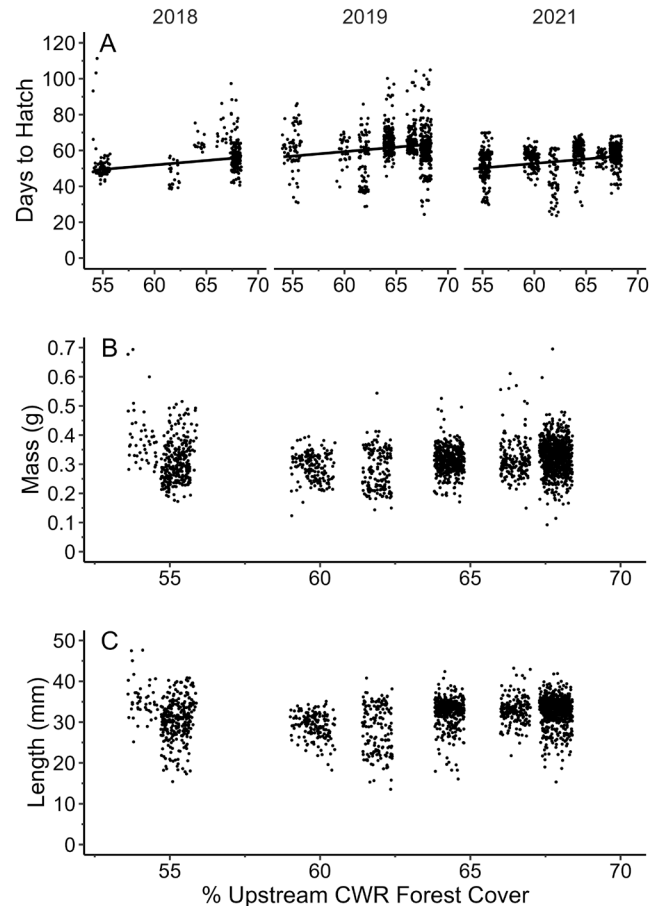 2018 2019 2021
A
Days to Hatch
120
100
80
60
40
20
0
55 60 65 70 55 60 65 70 55 60 65 70
B
Mass (g)
0.7
0.6
0.5
0.4
0.3
0.2
0.1
0
55 60 65 70
C
Length (mm)
50
40
30
20
10
0
55 60 65 70
% Upstream CWR Forest Cover